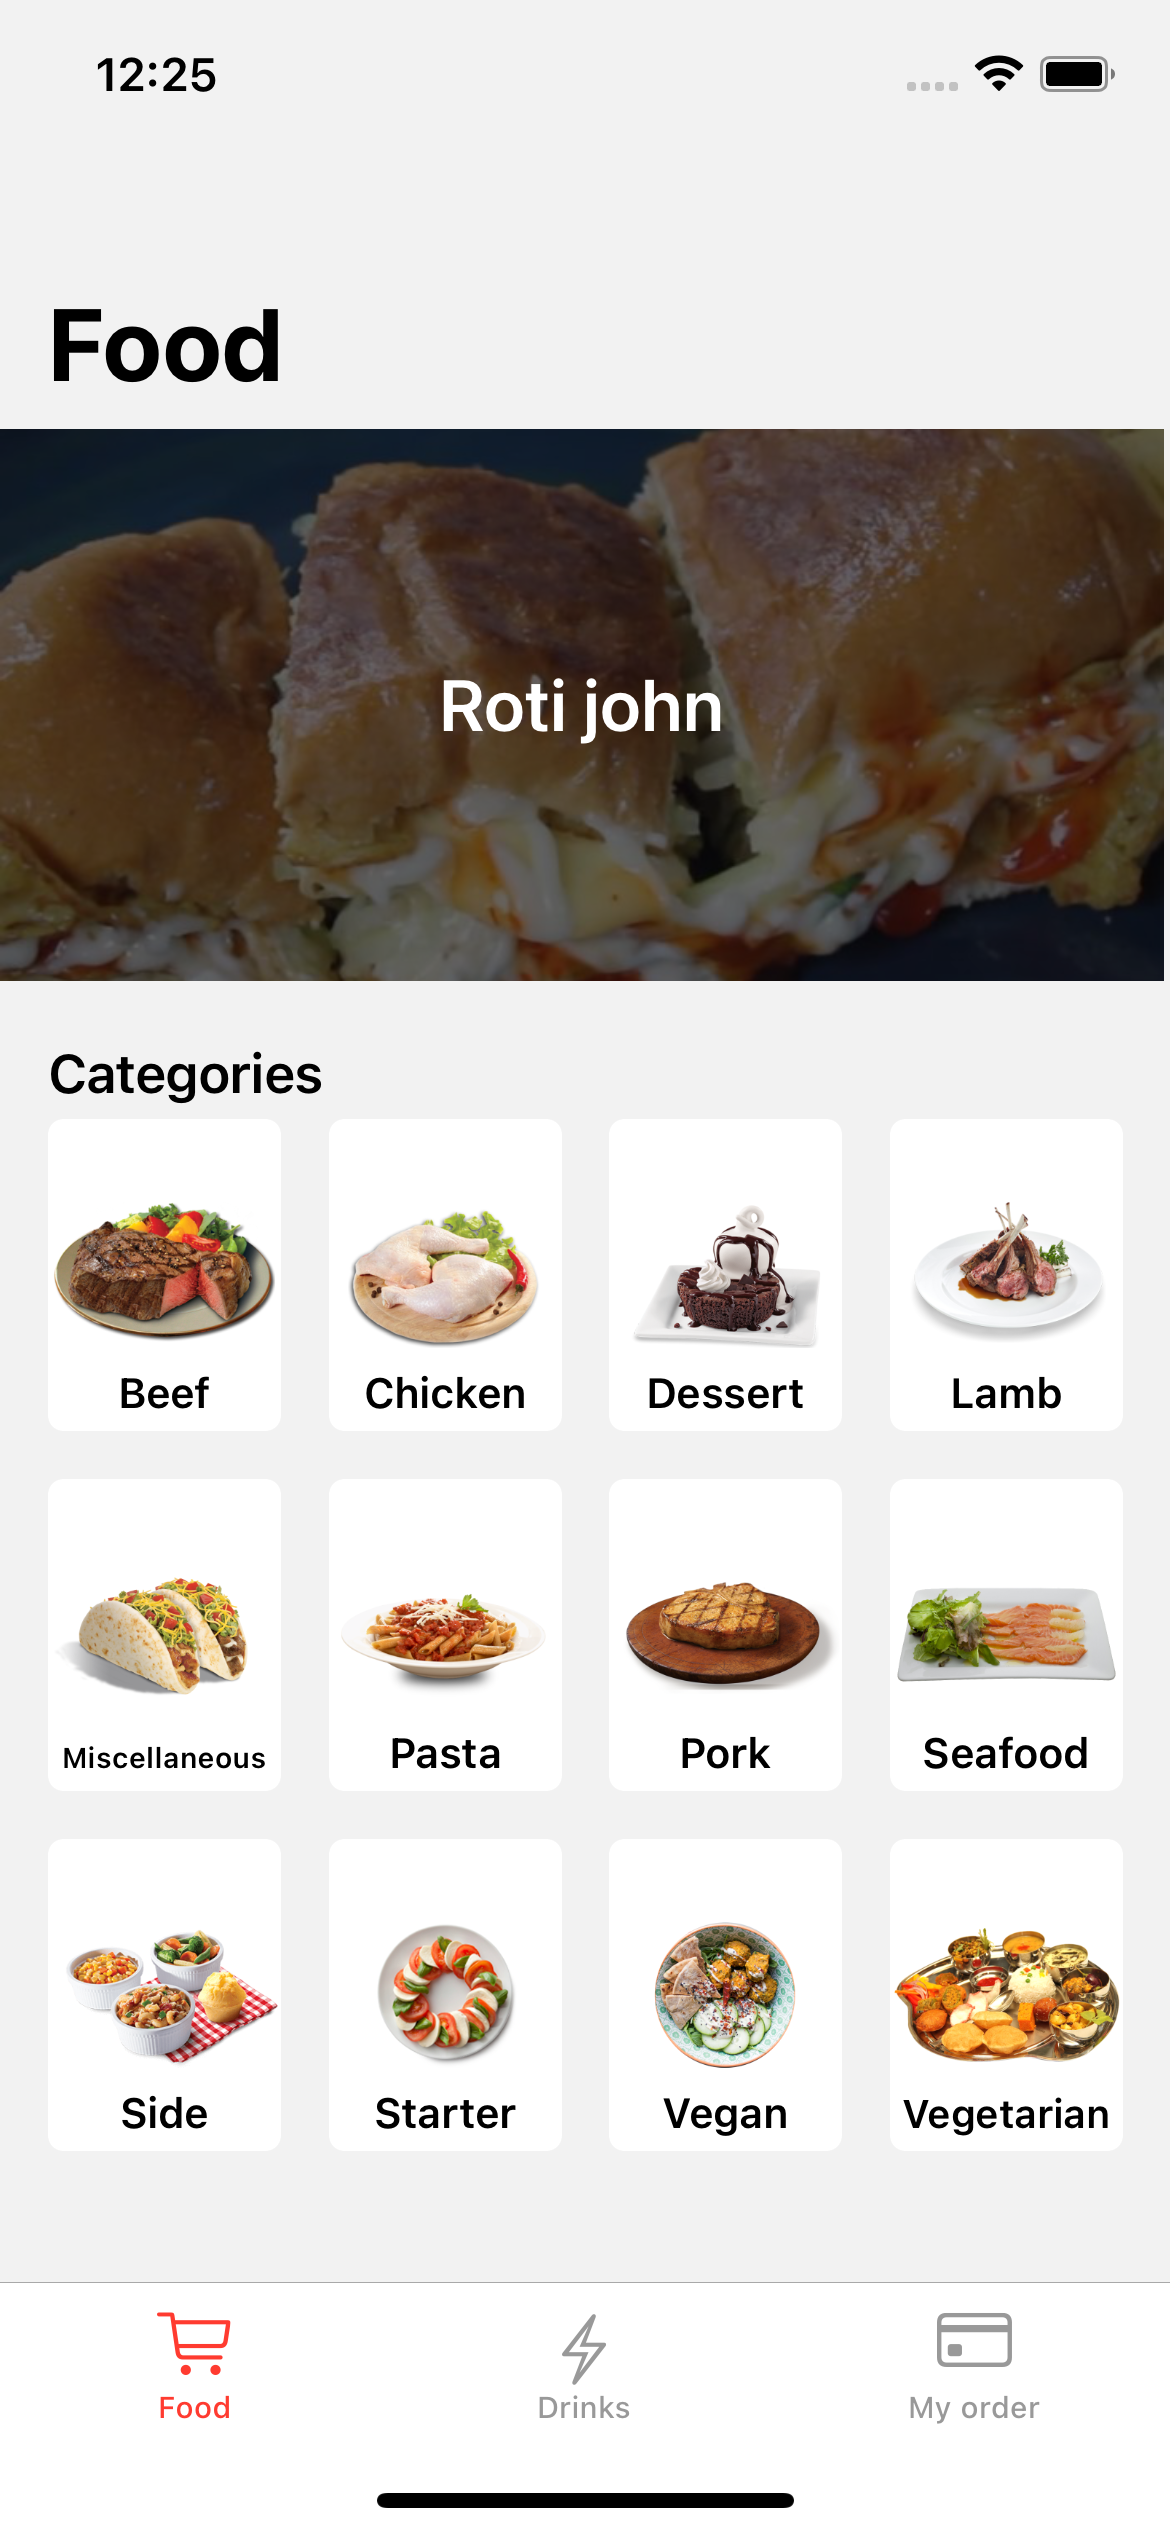 12:25
Food
Roti john
Categories
Beef
Chicken
Dessert
Lamb
Miscellaneous
Pasta
Pork
Seafood
Side
Starter
Vegan
Vegetarian
Food
Drinks
My order